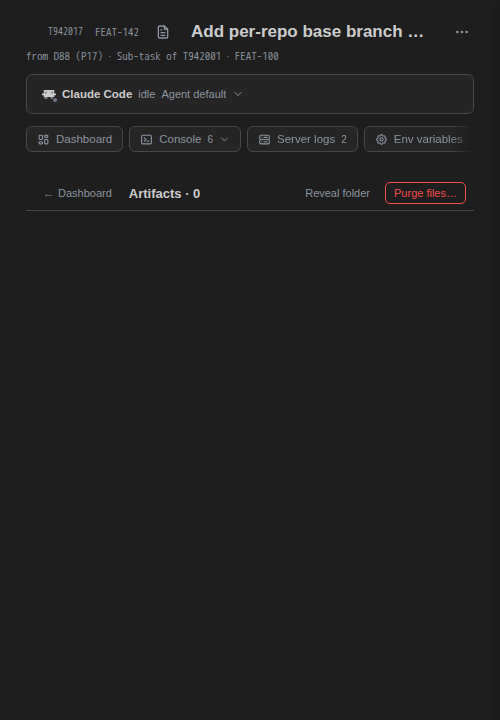 T942017 FEAT-142 Add per-repo base branch …
from D88 (P17) · Sub-task of T942001 · FEAT-100
Claude Code idle Agent default
Dashboard Console 6 Server logs 2 Env variables
← Dashboard Artifacts · 0 Reveal folder Purge files…